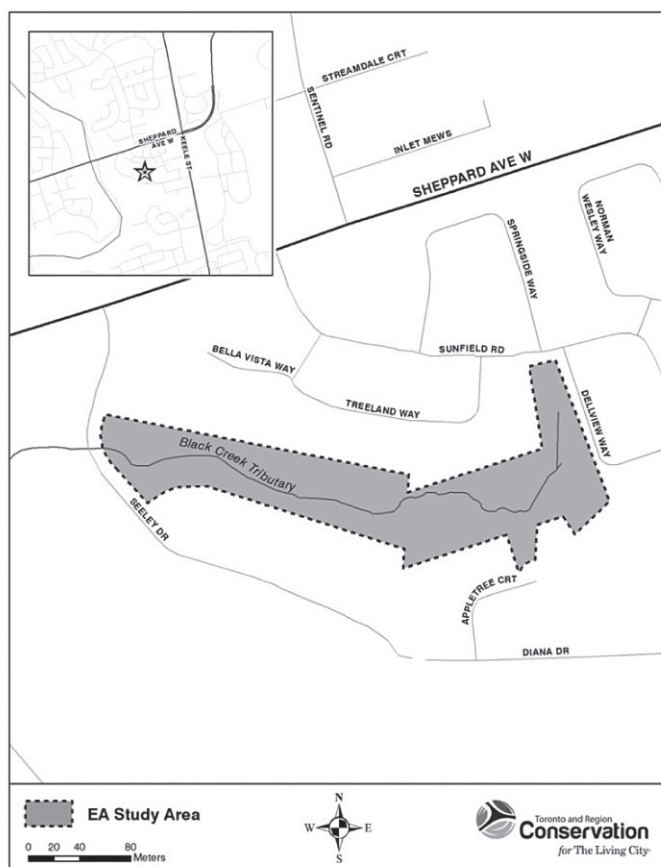 SHEPPARD
AVE W
KEELE ST
STREAMDALE CRT
SENTINEL RD
INLET MEWS
SHEPPARD AVE W
SPRINGSIDE WAY
NORMAN
WESLEY WAY
SUNFIELD RD
BELLA VISTA WAY
TREELAND WAY
DELLVIEW WAY
Black Creek Tributary
SEELEY DR
APPLETREE CRT
DIANA DR
EA Study Area
0 20 40 80
Meters
N
W E
S
Toronto and Region
Conservation
for The Living City·